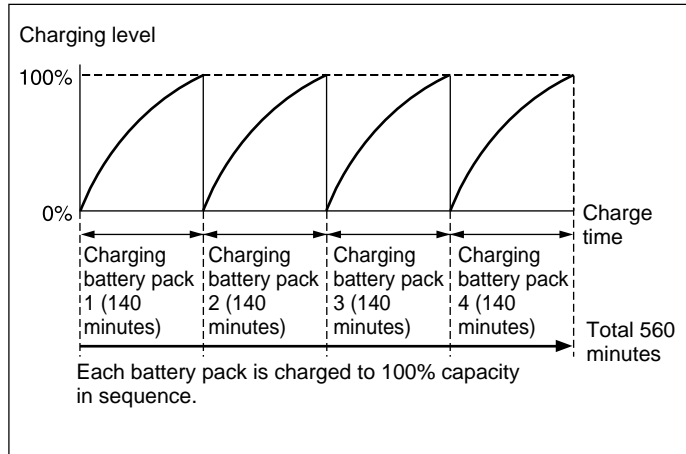 Charging level
100%
0%
Charge
time
Charging
battery pack
1 (140
minutes)
Charging
battery pack
2 (140
minutes)
Charging
battery pack
3 (140
minutes)
Charging
battery pack
4 (140
minutes)
Total 560
minutes
Each battery pack is charged to 100% capacity
in sequence.